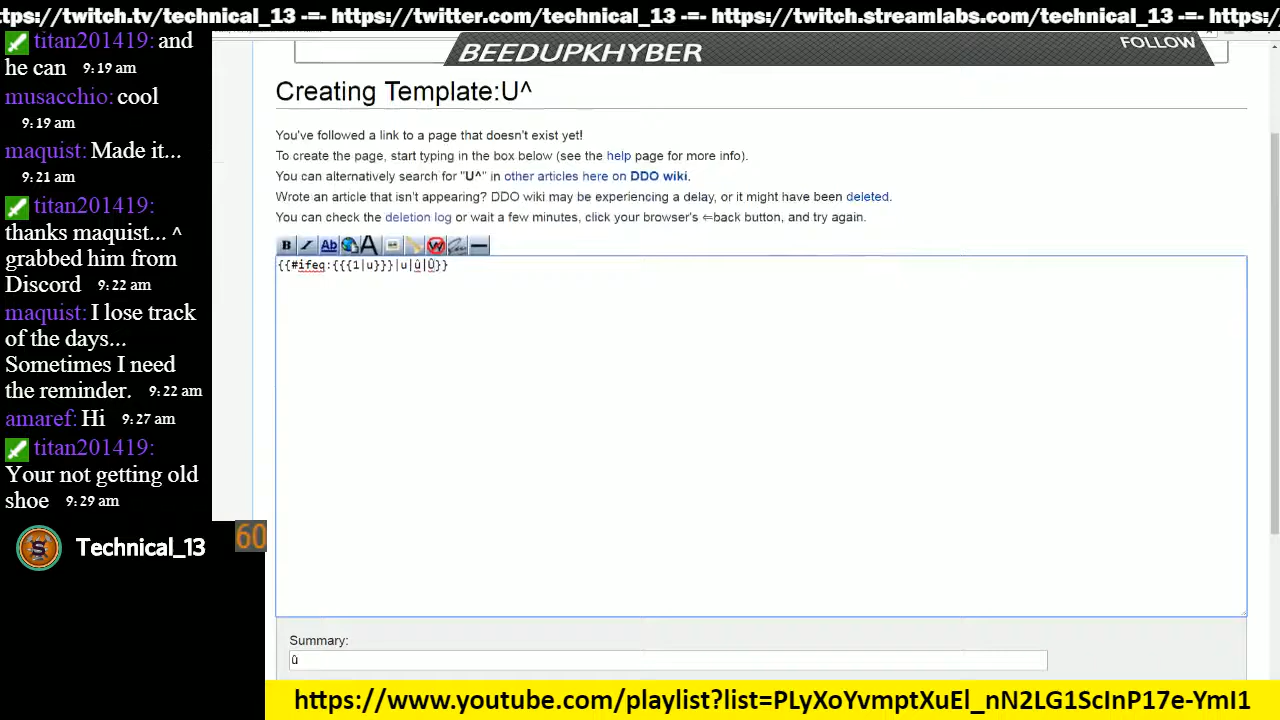 https://twitch.tv/technical_13 -=- https://twitter.com/technical_13 -=- https://twitch.streamlabs.com/technical_13 -=- https:/
titan201419: and
he can 9:19 am
musacchio: cool
9:19 am
maquist: Made it...
9:21 am
titan201419:
thanks maquist... ^
grabbed him from
Discord 9:22 am
maquist: I lose track
of the days...
Sometimes I need
the reminder. 9:22 am
amaref: Hi 9:27 am
titan201419:
Your not getting old
shoe 9:29 am
Technical_13
60
BEEDUPKHYBER
FOLLOW
Creating Template:U^
You've followed a link to a page that doesn't exist yet!
To create the page, start typing in the box below (see the help page for more info).
You can alternatively search for "U^" in other articles here on DDO wiki.
Wrote an article that isn't appearing? DDO wiki may be experiencing a delay, or it might have been deleted.
You can check the deletion log or wait a few minutes, click your browser's ⇐back button, and try again.
B I Ab A W
{{#ifeq:{{{1|u}}}|u|û|Û}}
Summary:
û
https://www.youtube.com/playlist?list=PLyXoYvmptXuEl_nN2LG1ScInP17e-YmI1